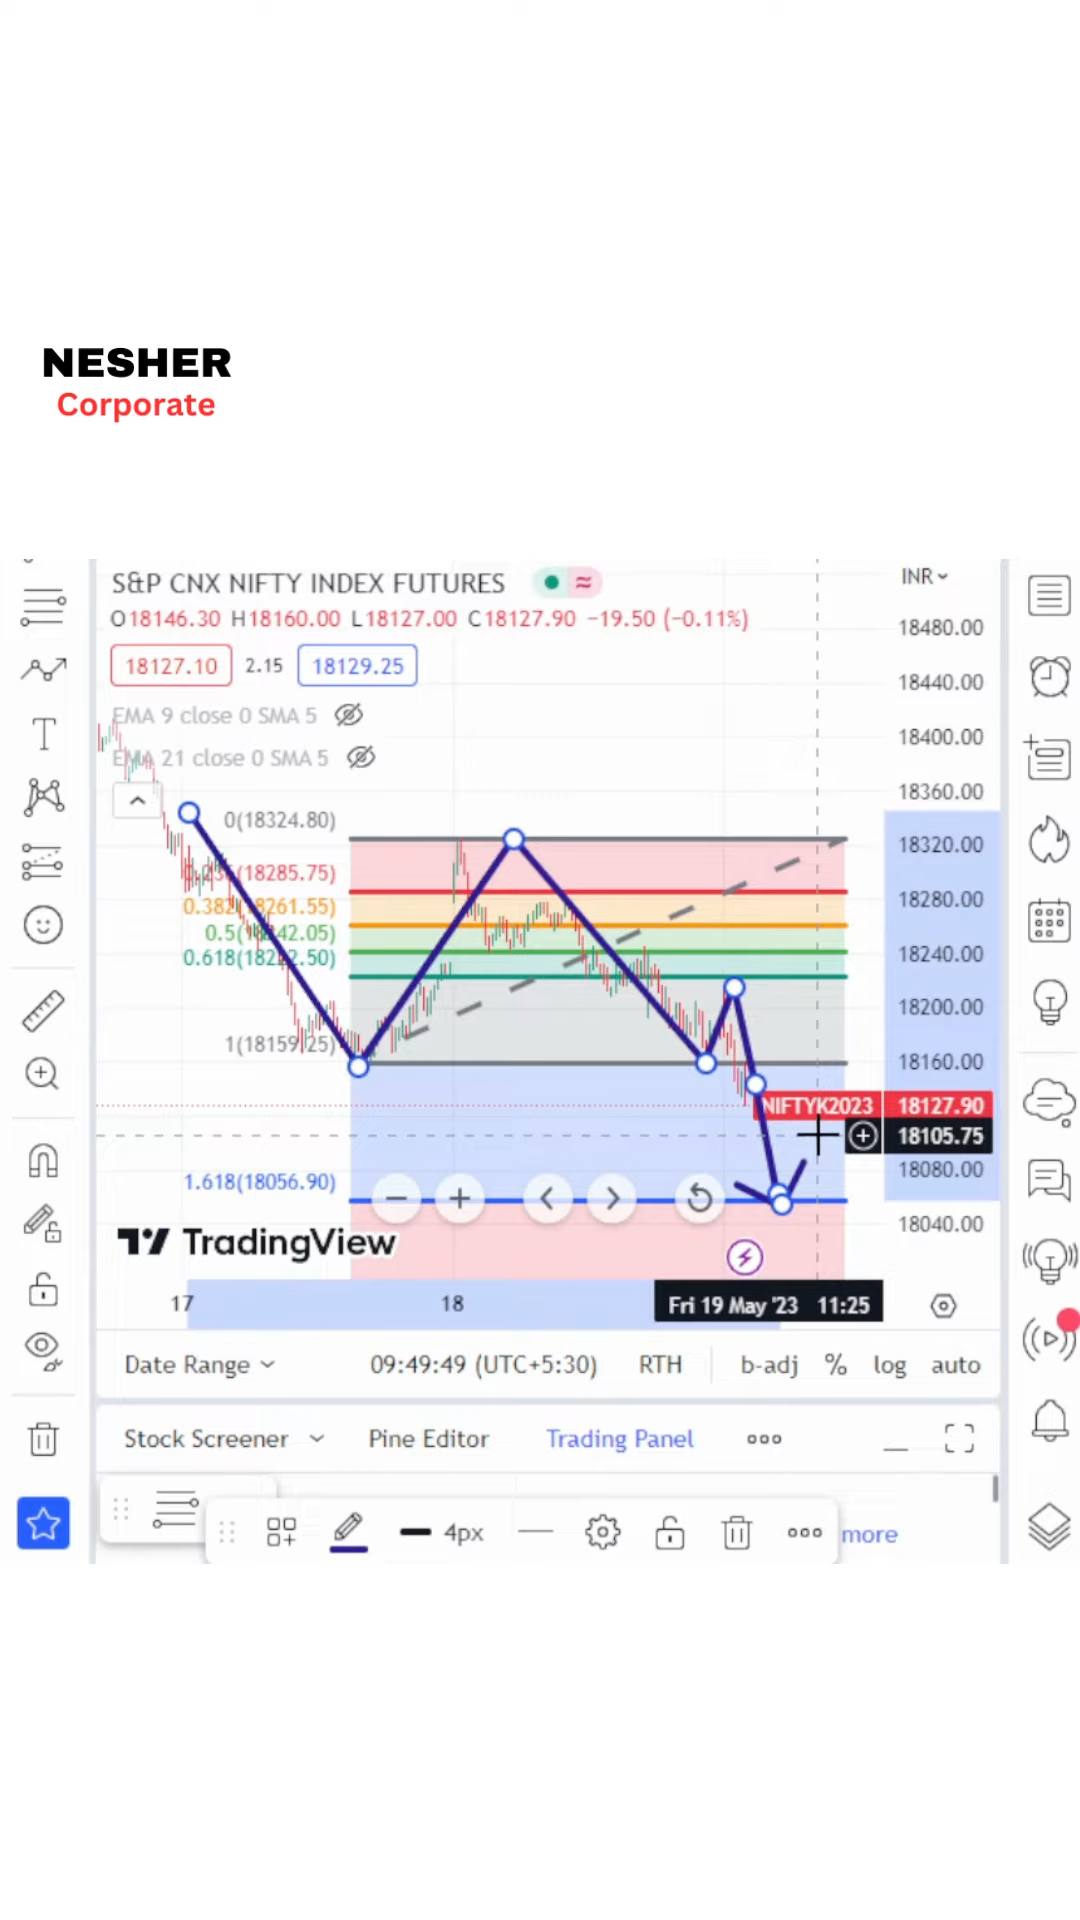 NESHER
Corporate
S&P CNX NIFTY INDEX FUTURES
INR
O18146.30 H18160.00 L18127.00 C18127.90 −19.50 (−0.11%)
18127.10 2.15 18129.25
EMA 9 close 0 SMA 5
EMA 21 close 0 SMA 5
18480.00
18440.00
18400.00
18360.00
18320.00
18280.00
18240.00
18200.00
18160.00
NIFTYK2023 18127.90
18105.75
18080.00
18040.00
0(18324.80)
0.236(18285.75)
0.382(18261.55)
0.5(18242.05)
0.618(18222.50)
1(18159.25)
1.618(18056.90)
TradingView
17 18 Fri 19 May '23 11:25
Date Range 09:49:49 (UTC+5:30) RTH b-adj % log auto
Stock Screener Pine Editor Trading Panel
4px more